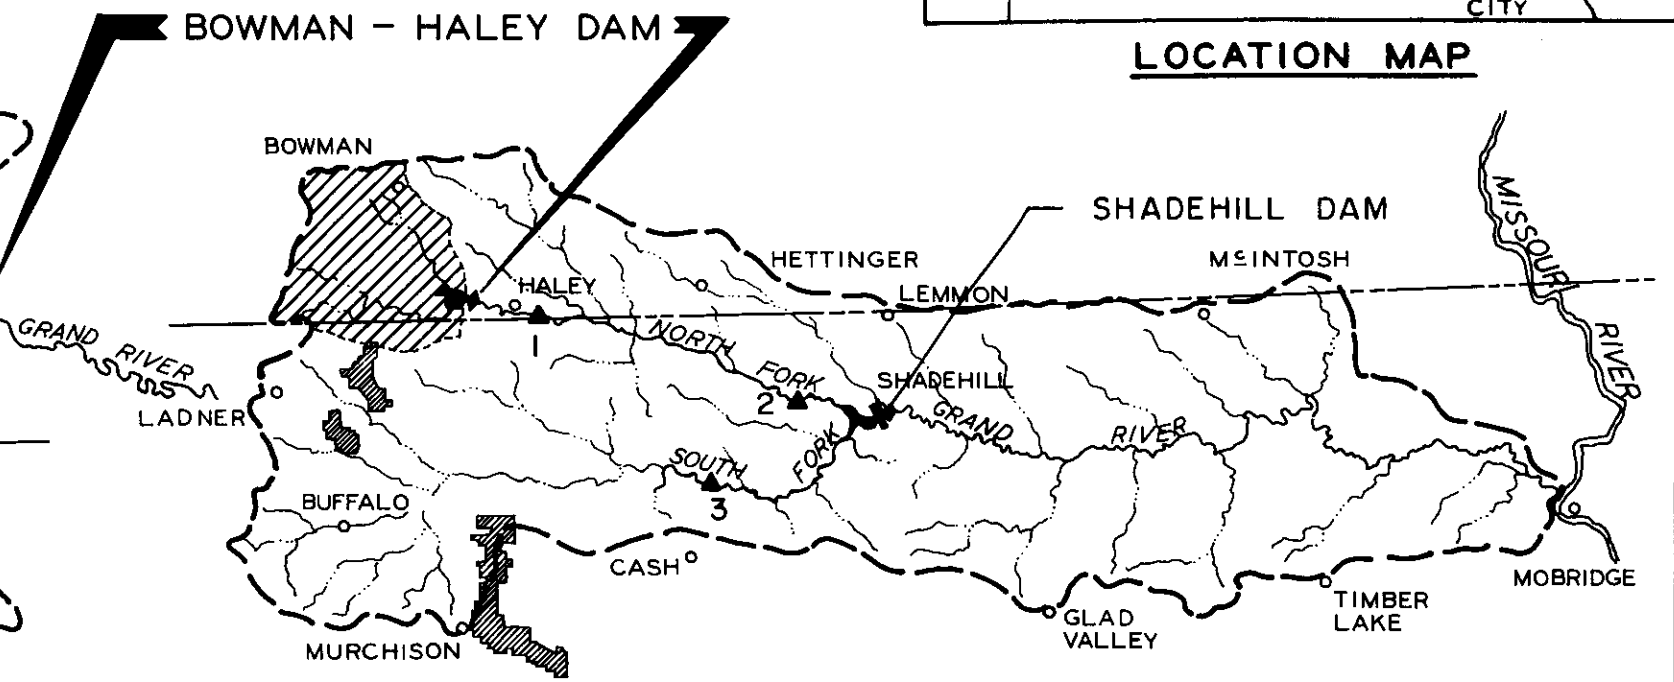 CITY
BOWMAN - HALEY DAM
LOCATION MAP
BOWMAN
MISSOURI
RIVER
SHADEHILL DAM
HETTINGER
McINTOSH
HALEY
LEMMON
GRAND RIVER
1
NORTH
FORK
2
SHADEHILL
GRAND
RIVER
LADNER
SOUTH
FORK
3
BUFFALO
CASH
MOBRIDGE
TIMBER
LAKE
GLAD
VALLEY
MURCHISON